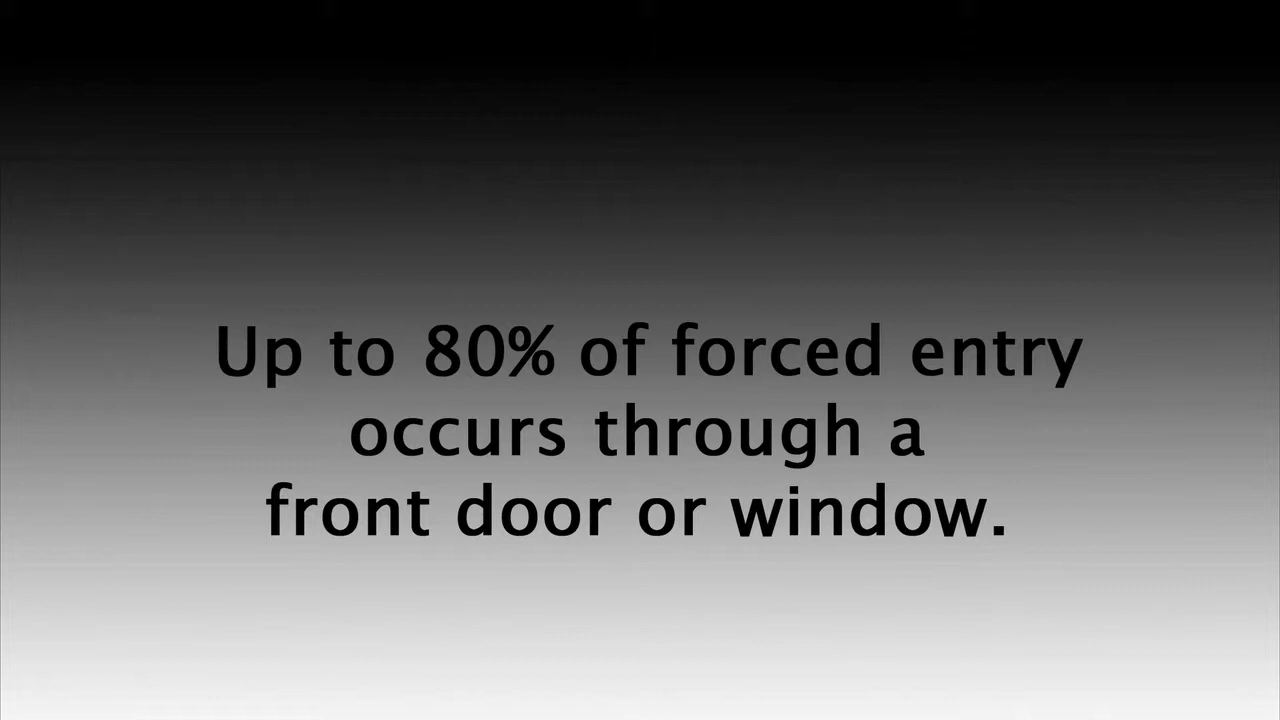 Up to 80% of forced entry
occurs through a
front door or window.